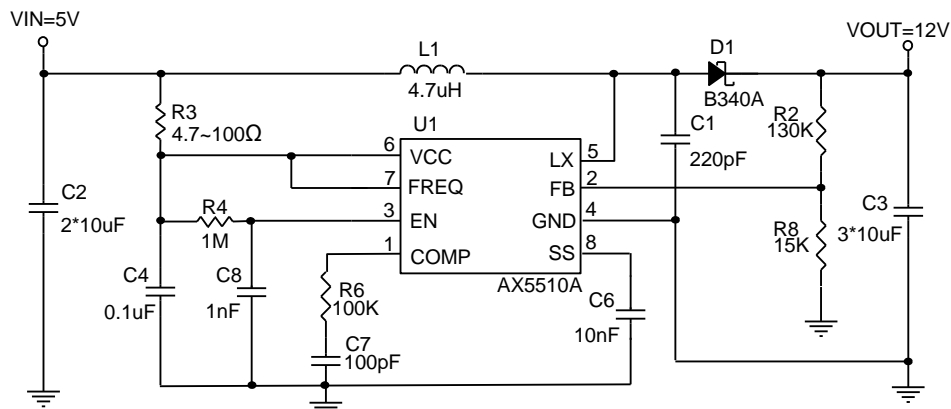 VIN=5V
VOUT=12V
L1
4.7uH
D1
B340A
R3
4.7~100Ω
U1
C1
220pF
R2
130K
6
VCC
7
FREQ
3
EN
1
COMP
LX
5
FB
2
GND
4
SS
8
AX5510A
C2
2*10uF
R4
1M
C4
0.1uF
C8
1nF
R6
100K
C7
100pF
C6
10nF
R8
15K
C3
3*10uF